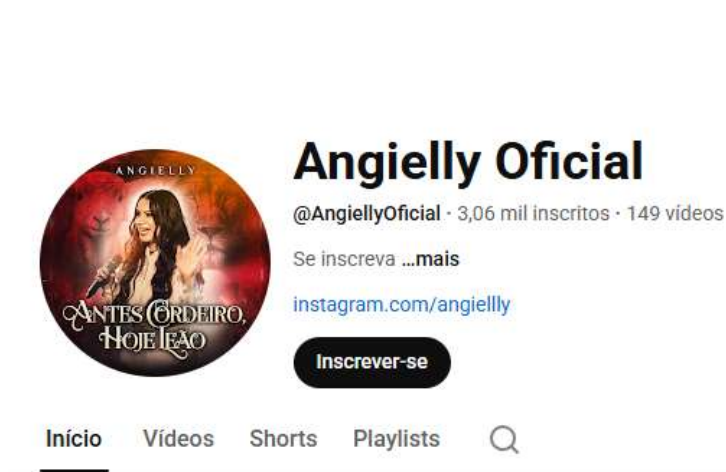 ANGIELLY
ANTES CORDEIRO,
HOJE LEÃO
Angielly Oficial
@AngiellyOficial · 3,06 mil inscritos · 149 vídeos
Se inscreva ...mais
instagram.com/angiellly
Inscrever-se
Início Vídeos Shorts Playlists